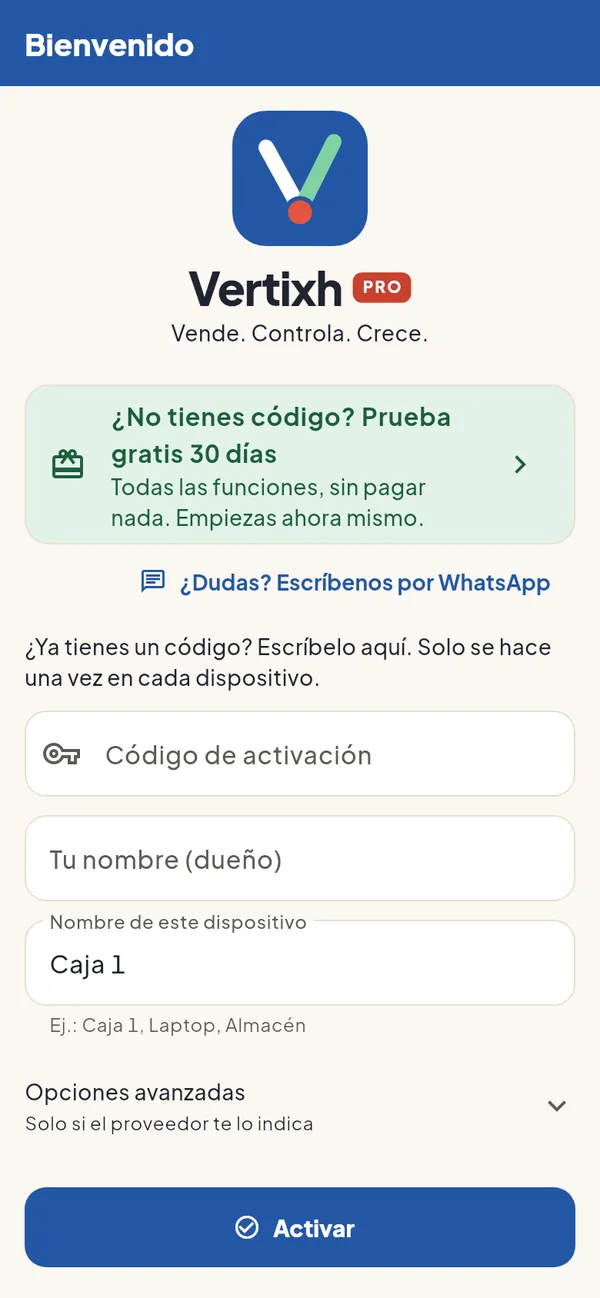 Bienvenido
Vertixh PRO
Vende. Controla. Crece.
¿No tienes código? Prueba
gratis 30 días
Todas las funciones, sin pagar
nada. Empiezas ahora mismo.
¿Dudas? Escríbenos por WhatsApp
¿Ya tienes un código? Escríbelo aquí. Solo se hace
una vez en cada dispositivo.
Código de activación
Tu nombre (dueño)
Nombre de este dispositivo
Caja 1
Ej.: Caja 1, Laptop, Almacén
Opciones avanzadas
Solo si el proveedor te lo indica
Activar